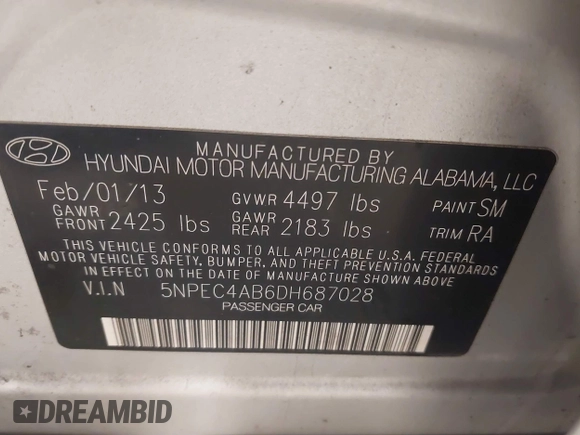 MANUFACTURED BY
HYUNDAI MOTOR MANUFACTURING ALABAMA, LLC
Feb/01/13 GVWR 4497 lbs PAINT SM
GAWR FRONT 2425 lbs GAWR REAR 2183 lbs TRIM RA
THIS VEHICLE CONFORMS TO ALL APPLICABLE U.S.A. FEDERAL
MOTOR VEHICLE SAFETY, BUMPER, AND THEFT PREVENTION STANDARDS
IN EFFECT ON THE DATE OF MANUFACTURE SHOWN ABOVE.
V.I.N 5NPEC4AB6DH687028
PASSENGER CAR
DREAMBID